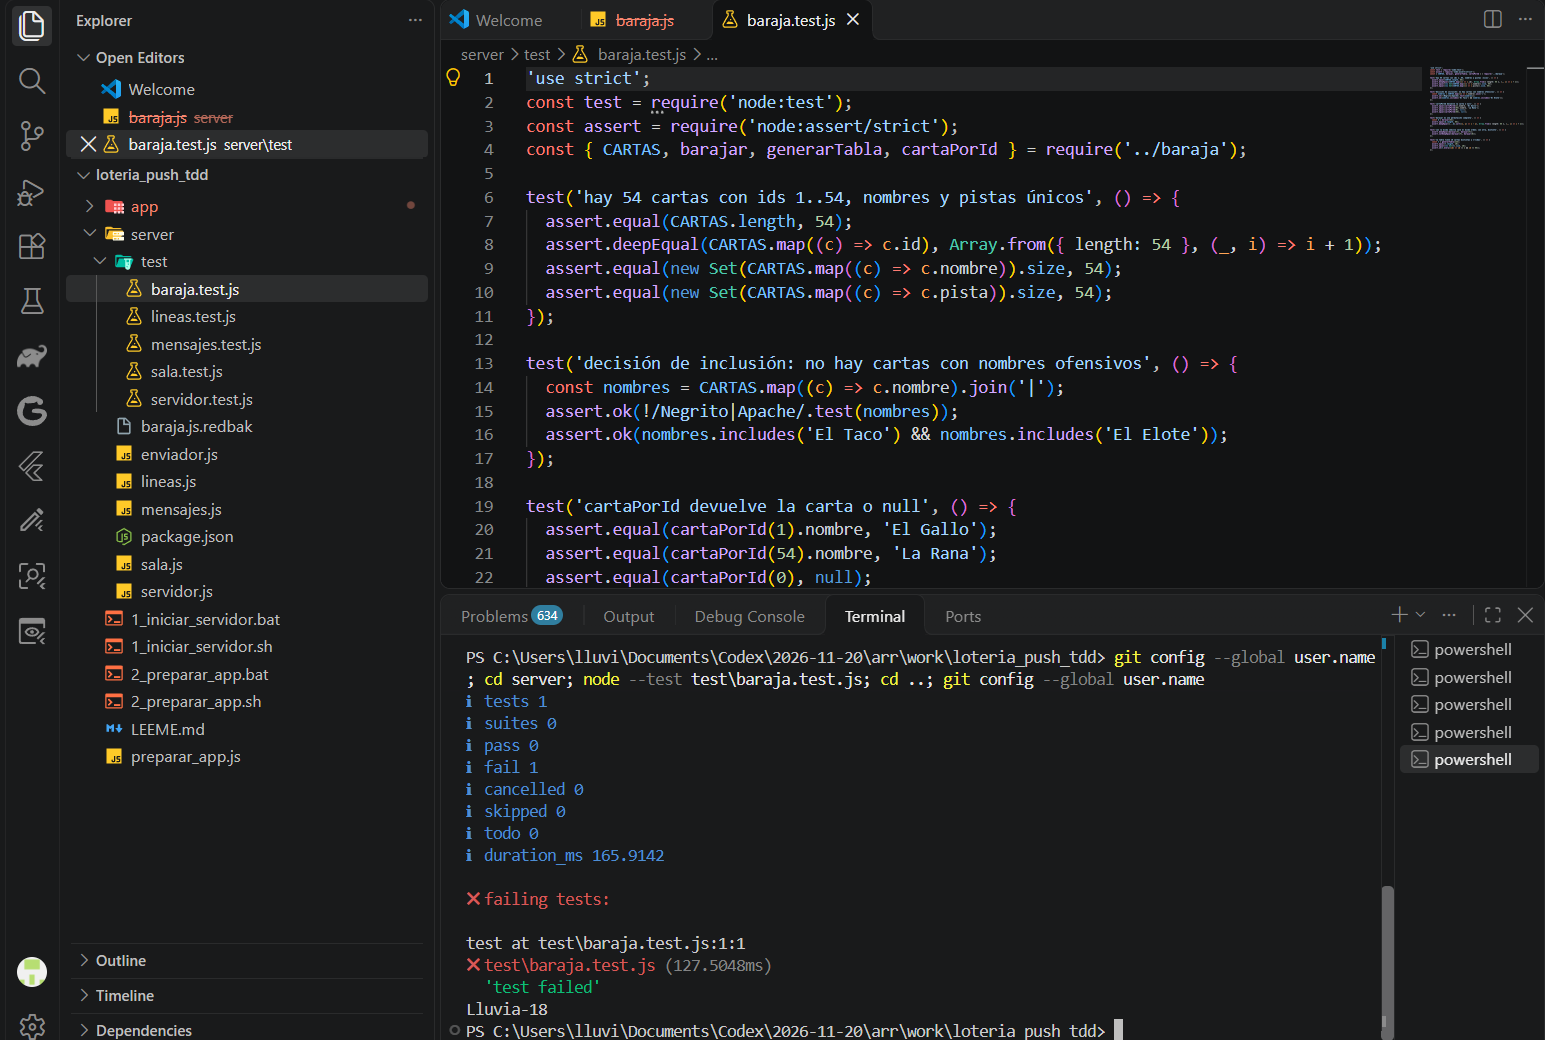 Explorer
Open Editors
Welcome
baraja.js server
baraja.test.js server\test
loteria_push_tdd
app
server
test
baraja.test.js
lineas.test.js
mensajes.test.js
sala.test.js
servidor.test.js
baraja.js.redbak
enviador.js
lineas.js
mensajes.js
package.json
sala.js
servidor.js
1_iniciar_servidor.bat
1_iniciar_servidor.sh
2_preparar_app.bat
2_preparar_app.sh
LEEME.md
preparar_app.js
Outline
Timeline
Dependencies
Welcome
baraja.js
baraja.test.js
server > test > baraja.test.js > ...
1 'use strict';
2 const test = require('node:test');
3 const assert = require('node:assert/strict');
4 const { CARTAS, barajar, generarTabla, cartaPorId } = require('../baraja');
5
6 test('hay 54 cartas con ids 1..54, nombres y pistas únicos', () => {
7 assert.equal(CARTAS.length, 54);
8 assert.deepEqual(CARTAS.map((c) => c.id), Array.from({ length: 54 }, (_, i) => i + 1));
9 assert.equal(new Set(CARTAS.map((c) => c.nombre)).size, 54);
10 assert.equal(new Set(CARTAS.map((c) => c.pista)).size, 54);
11 });
12
13 test('decisión de inclusión: no hay cartas con nombres ofensivos', () => {
14 const nombres = CARTAS.map((c) => c.nombre).join('|');
15 assert.ok(!/Negrito|Apache/.test(nombres));
16 assert.ok(nombres.includes('El Taco') && nombres.includes('El Elote'));
17 });
18
19 test('cartaPorId devuelve la carta o null', () => {
20 assert.equal(cartaPorId(1).nombre, 'El Gallo');
21 assert.equal(cartaPorId(54).nombre, 'La Rana');
22 assert.equal(cartaPorId(0), null);
Problems 634
Output
Debug Console
Terminal
Ports
PS C:\Users\lluvi\Documents\Codex\2026-11-20\arr\work\loteria_push_tdd> git config --global user.name
; cd server; node --test test\baraja.test.js; cd ..; git config --global user.name
ℹ tests 1
ℹ suites 0
ℹ pass 0
ℹ fail 1
ℹ cancelled 0
ℹ skipped 0
ℹ todo 0
ℹ duration_ms 165.9142
✖ failing tests:
test at test\baraja.test.js:1:1
✖ test\baraja.test.js (127.5048ms)
'test failed'
Lluvia-18
PS C:\Users\lluvi\Documents\Codex\2026-11-20\arr\work\loteria_push_tdd>
powershell
powershell
powershell
powershell
powershell